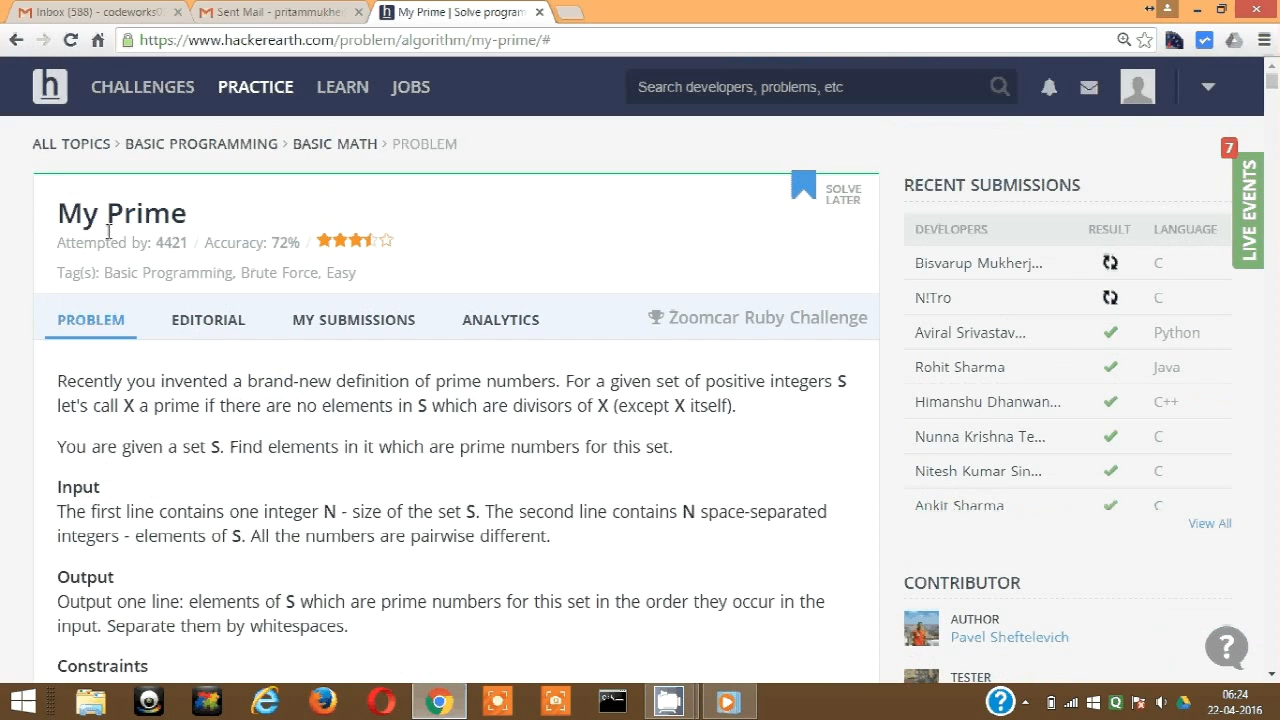 Inbox (588) - codeworks0
Sent Mail - pritammukhe
My Prime | Solve program
https://www.hackerearth.com/problem/algorithm/my-prime/#
h CHALLENGES PRACTICE LEARN JOBS
Search developers, problems, etc
ALL TOPICS > BASIC PROGRAMMING > BASIC MATH > PROBLEM
7
LIVE EVENTS
My Prime
SOLVE
LATER
Attempted by: 4421 / Accuracy: 72% /
Tag(s): Basic Programming, Brute Force, Easy
PROBLEM EDITORIAL MY SUBMISSIONS ANALYTICS
Zoomcar Ruby Challenge
Recently you invented a brand-new definition of prime numbers. For a given set of positive integers S
let's call X a prime if there are no elements in S which are divisors of X (except X itself).
You are given a set S. Find elements in it which are prime numbers for this set.
Input
The first line contains one integer N - size of the set S. The second line contains N space-separated
integers - elements of S. All the numbers are pairwise different.
Output
Output one line: elements of S which are prime numbers for this set in the order they occur in the
input. Separate them by whitespaces.
Constraints
RECENT SUBMISSIONS
DEVELOPERS RESULT LANGUAGE
Bisvarup Mukherj... C
N!Tro C
Aviral Srivastav... Python
Rohit Sharma Java
Himanshu Dhanwan... C++
Nunna Krishna Te... C
Nitesh Kumar Sin... C
Ankit Sharma C
View All
CONTRIBUTOR
AUTHOR
Pavel Sheftelevich
TESTER
?
06:24
22-04-2016